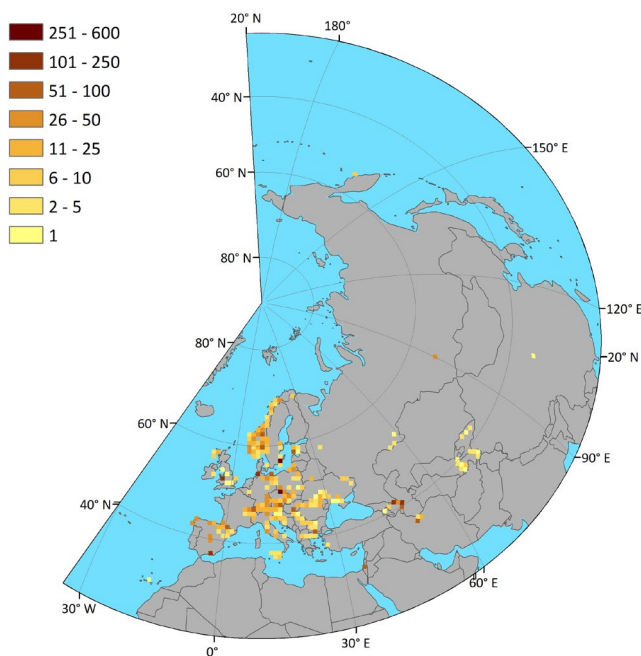 20° N
180°
251 - 600
101 - 250
51 - 100
26 - 50
11 - 25
6 - 10
2 - 5
1
40° N
150° E
60° N
80° N
120° E
80° N
20° N
60° N
90° E
40° N
60° E
30° W
0°
30° E